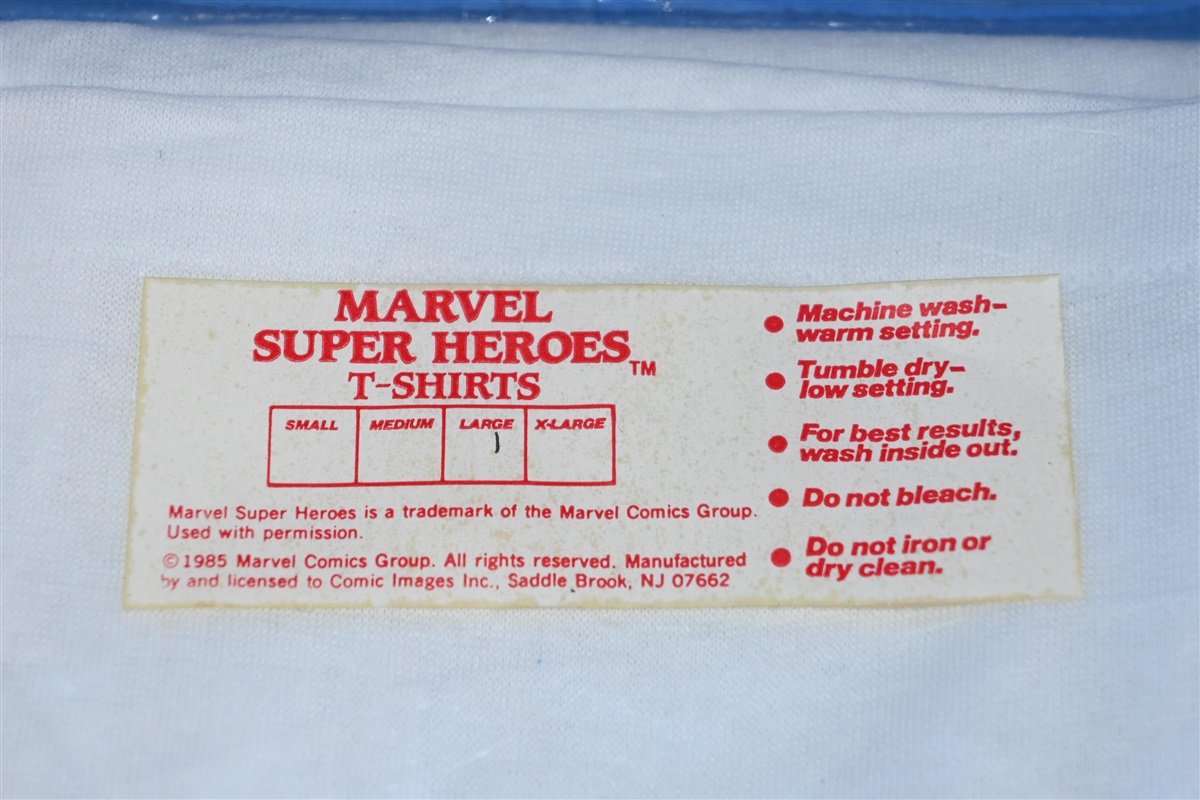 MARVEL
SUPER HEROES™
T-SHIRTS
SMALL MEDIUM LARGE X-LARGE
Marvel Super Heroes is a trademark of the Marvel Comics Group.
Used with permission.
©1985 Marvel Comics Group. All rights reserved. Manufactured
by and licensed to Comic Images Inc., Saddle Brook, NJ 07662
● Machine wash–
warm setting.
● Tumble dry–
low setting.
● For best results,
wash inside out.
● Do not bleach.
● Do not iron or
dry clean.